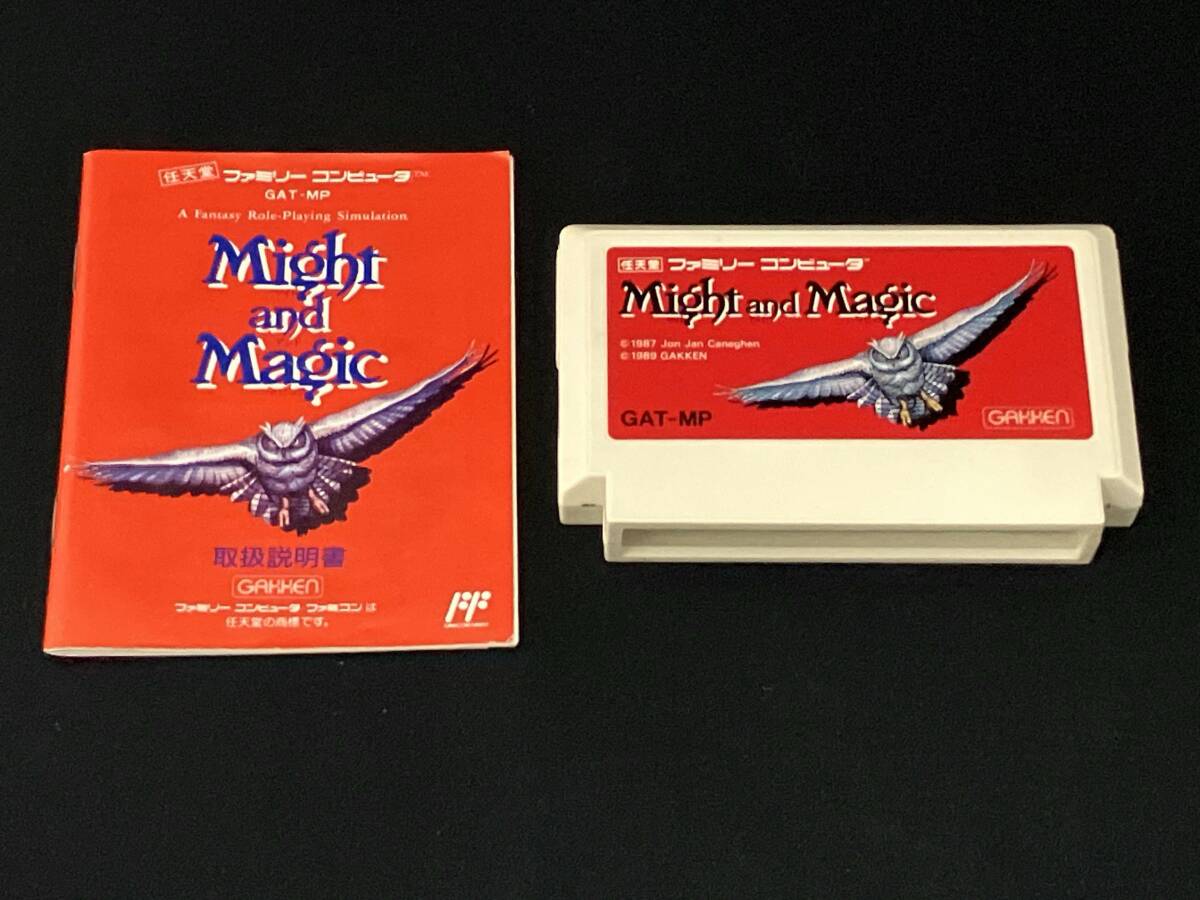 任天堂 ファミリー コンピュータ™
GAT-MP
A Fantasy Role-Playing Simulation
Might
and
Magic
取扱説明書
GAKKEN
ファミリー コンピュータ ファミコン は
任天堂の商標です。
任天堂 ファミリー コンピュータ™
Might and Magic
©1987 Jon Jan Caneghen
©1989 GAKKEN
GAT-MP
GAKKEN